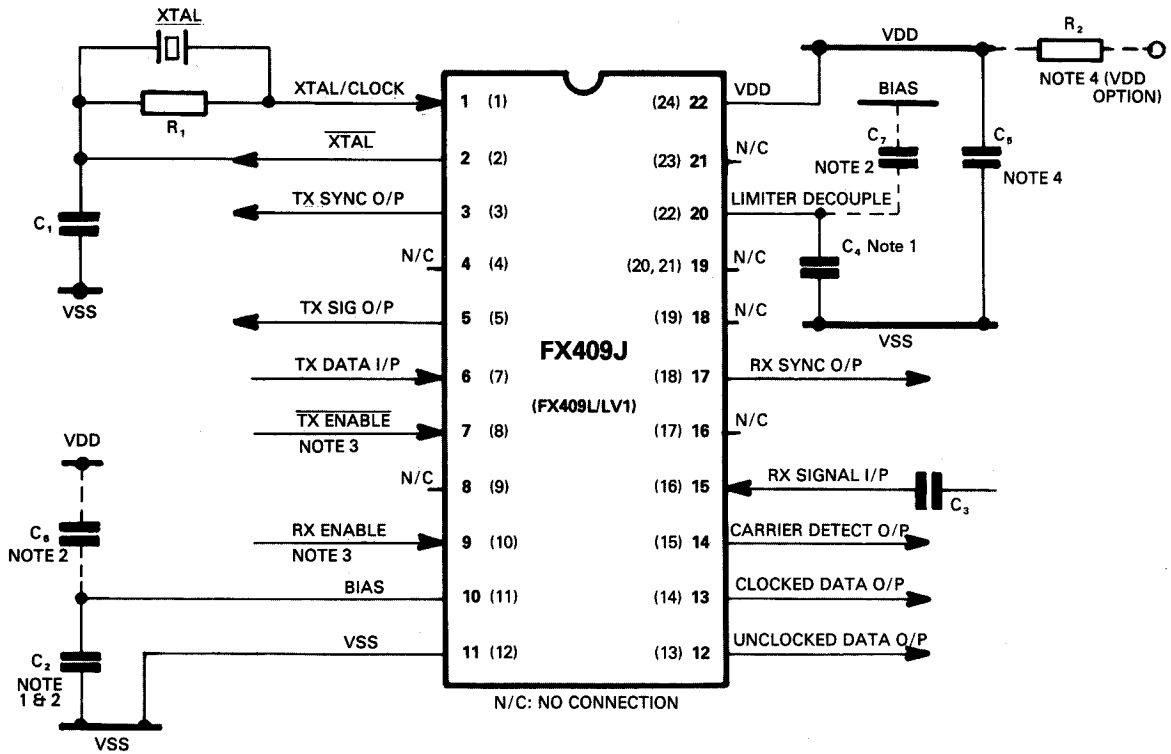 XTAL
R1
XTAL/CLOCK
XTAL
C1
VSS
TX SYNC O/P
N/C
TX SIG O/P
TX DATA I/P
TX ENABLE
NOTE 3
N/C
RX ENABLE
NOTE 3
VDD
C6
NOTE 2
BIAS
C2
NOTE
1 & 2
VSS
VSS
1 (1)
2 (2)
3 (3)
4 (4)
5 (5)
6 (7)
7 (8)
8 (9)
9 (10)
10 (11)
11 (12)
FX409J
(FX409L/LV1)
(24) 22
(23) 21
(22) 20
(20, 21) 19
(19) 18
(18) 17
(17) 16
(16) 15
(15) 14
(14) 13
(13) 12
VDD
VDD
R2
NOTE 4 (VDD
OPTION)
BIAS
C7
NOTE 2
C5
NOTE 4
N/C
LIMITER DECOUPLE
C4 Note 1
N/C
N/C
VSS
RX SYNC O/P
N/C
RX SIGNAL I/P
C3
CARRIER DETECT O/P
CLOCKED DATA O/P
UNCLOCKED DATA O/P
N/C: NO CONNECTION